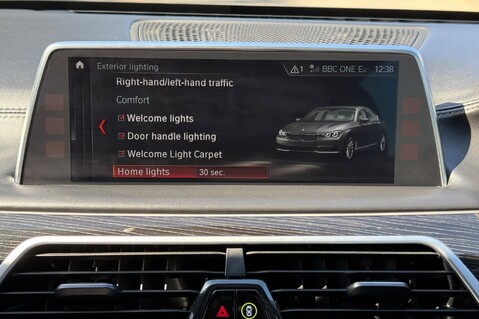 Exterior lighting
1 BBC ONE E 12:38
Right-hand/left-hand traffic
Comfort
Welcome lights
Door handle lighting
Welcome Light Carpet
Home lights 30 sec.